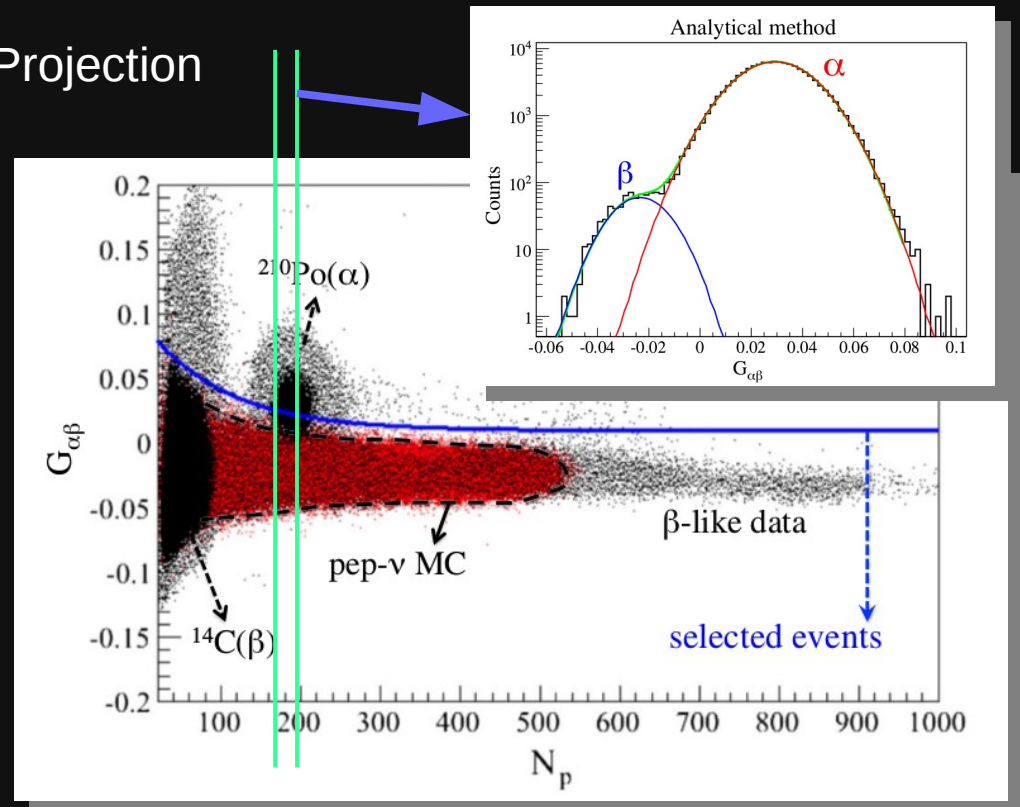 Projection
Analytical method
10⁴
10³
10²
10
1
Counts
α
β
-0.06 -0.04 -0.02 0 0.02 0.04 0.06 0.08 0.1
Gαβ
0.2
0.15
0.1
0.05
0
-0.05
-0.1
-0.15
-0.2
Gαβ
²¹⁰Po(α)
β-like data
pep-ν MC
¹⁴C(β)
selected events
100 200 300 400 500 600 700 800 900 1000
Np